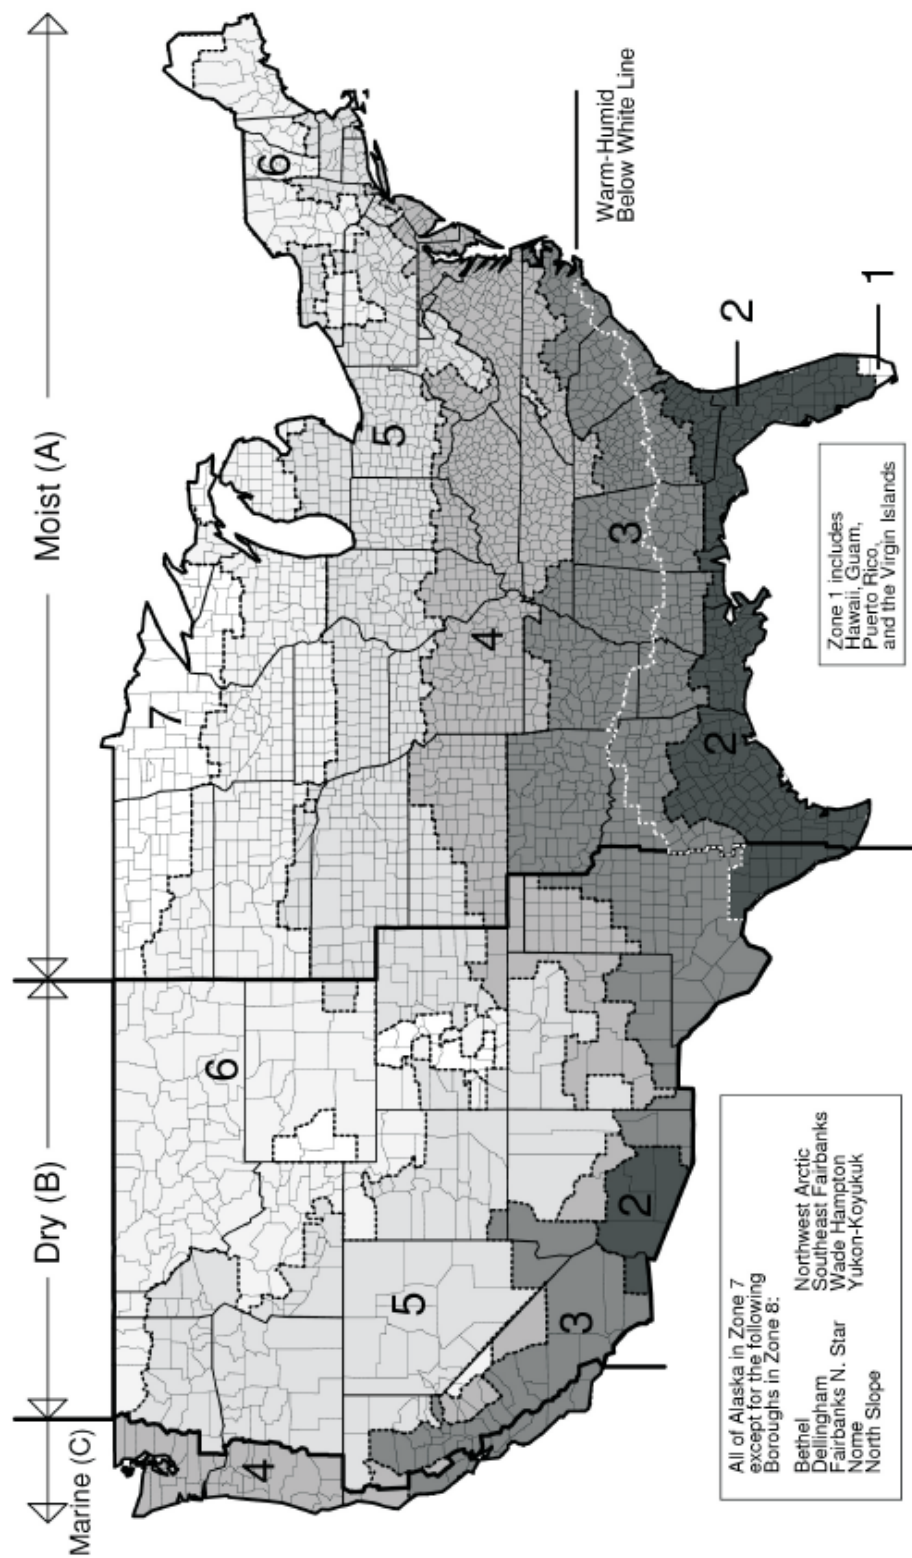 Marine (C)
Dry (B)
Moist (A)
7
6
6
5
5
4
4
3
3
2
2
2
1
Warm-Humid
Below White Line
All of Alaska in Zone 7
except for the following
Boroughs in Zone 8:
Bethel
Dellingham
Fairbanks N. Star
Nome
North Slope
Northwest Arctic
Southeast Fairbanks
Wade Hampton
Yukon-Koyukuk
Zone 1 includes
Hawaii, Guam,
Puerto Rico,
and the Virgin Islands